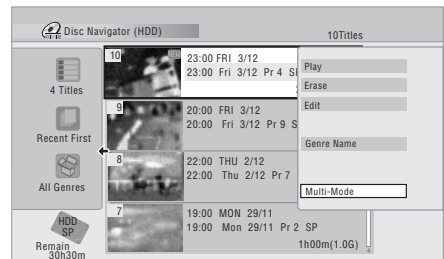 Disc Navigator (HDD)
10Titles
4 Titles
Recent First
All Genres
HDD
SP
Remain
30h30m
10
23:00 FRI 3/12
23:00 Fri 3/12 Pr 4
9
20:00 FRI 3/12
20:00 Fri 3/12 Pr 9 S
8
22:00 THU 2/12
22:00 Thu 2/12 Pr 7
7
19:00 MON 29/11
19:00 Mon 29/11 Pr 2 SP
1h00m(1.0G)
Play
Erase
Edit
Genre Name
Multi-Mode